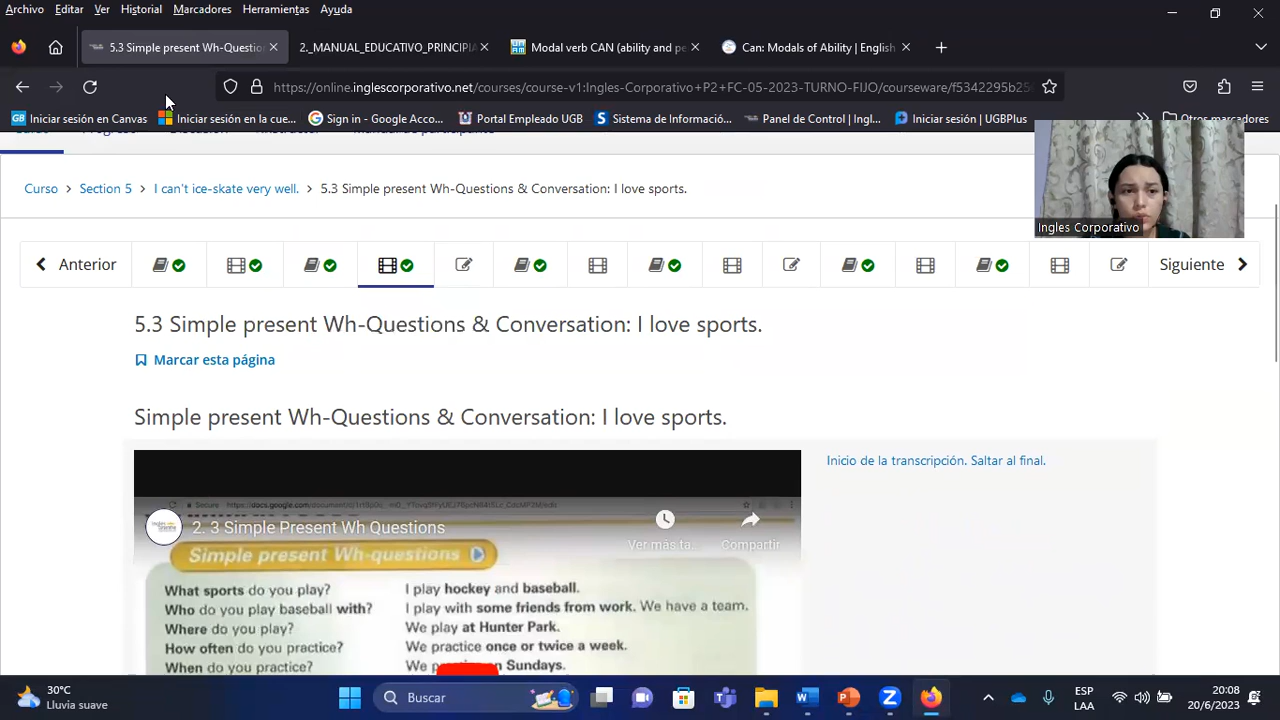 Archivo Editar Ver Historial Marcadores Herramientas Ayuda
5.3 Simple present Wh-Questio
2._MANUAL_EDUCATIVO_PRINCIPIA
Modal verb CAN (ability and pe
Can: Modals of Ability | English
https://online.inglescorporativo.net/courses/course-v1:Ingles-Corporativo+P2+FC-05-2023-TURNO-FIJO/courseware/f5342295b25
Iniciar sesión en Canvas
Iniciar sesión en la cue...
Sign in - Google Acco...
Portal Empleado UGB
Sistema de Informació...
Panel de Control | Ingl...
Iniciar sesión | UGBPlus
Otros marcadores
Ingles Corporativo
Curso > Section 5 > I can't ice-skate very well. > 5.3 Simple present Wh-Questions & Conversation: I love sports.
Anterior
Siguiente
5.3 Simple present Wh-Questions & Conversation: I love sports.
Marcar esta página
Simple present Wh-Questions & Conversation: I love sports.
Inicio de la transcripción. Saltar al final.
2. 3 Simple Present Wh Questions
Ver más ta...
Compartir
Simple present Wh-questions
What sports do you play? I play hockey and baseball.
Who do you play baseball with? I play with some friends from work. We have a team.
Where do you play? We play at Hunter Park.
How often do you practice? We practice once or twice a week.
When do you practice? We on Sundays.
30°C
Lluvia suave
Buscar
ESP
LAA
20:08
20/6/2023